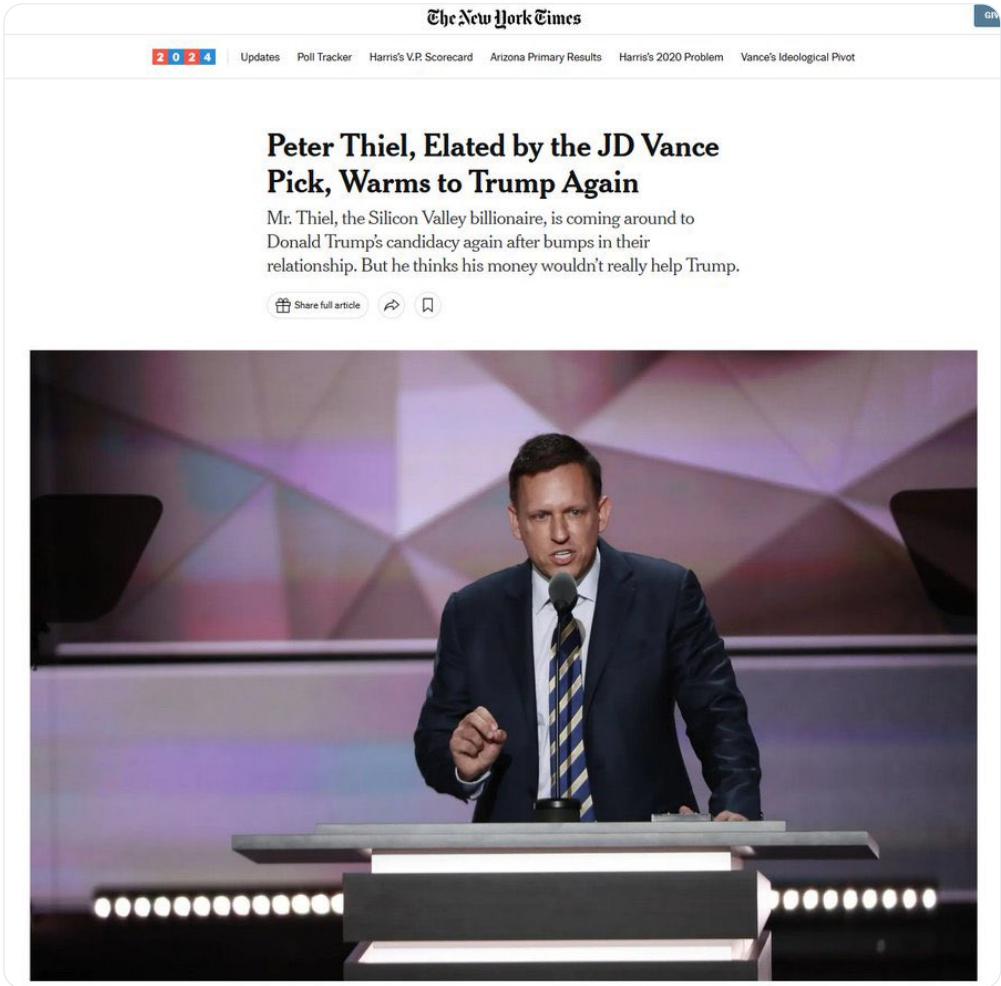 The New York Times
GIV
2024 Updates Poll Tracker Harris's V.P. Scorecard Arizona Primary Results Harris's 2020 Problem Vance's Ideological Pivot
Peter Thiel, Elated by the JD Vance
Pick, Warms to Trump Again
Mr. Thiel, the Silicon Valley billionaire, is coming around to
Donald Trump's candidacy again after bumps in their
relationship. But he thinks his money wouldn't really help Trump.
Share full article